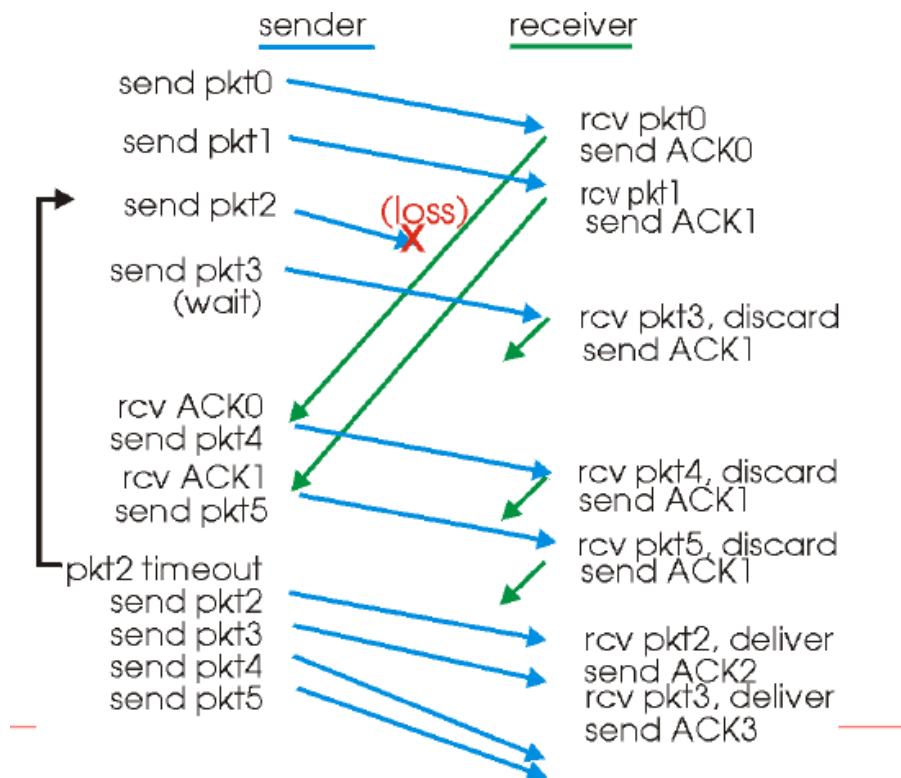 sender
receiver
send pkt0
send pkt1
send pkt2
send pkt3
(wait)
(loss)
X
rcv ACK0
send pkt4
rcv ACK1
send pkt5
pkt2 timeout
send pkt2
send pkt3
send pkt4
send pkt5
rcv pkt0
send ACK0
rcv pkt1
send ACK1
rcv pkt3, discard
send ACK1
rcv pkt4, discard
send ACK1
rcv pkt5, discard
send ACK1
rcv pkt2, deliver
send ACK2
rcv pkt3, deliver
send ACK3